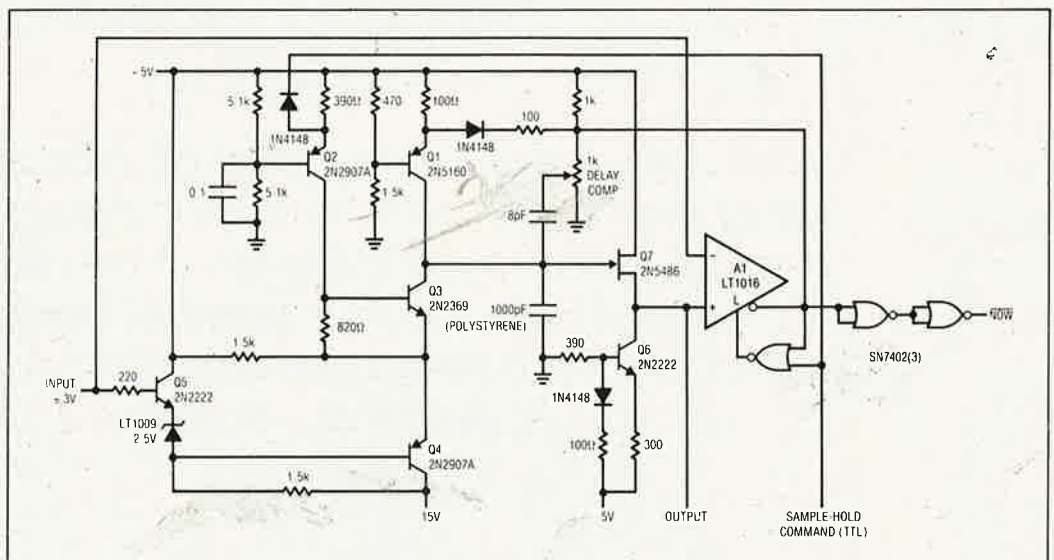 - 5V
5.1k
390Ω
470
100Ω
1k
1N4148
1N4148
100
Q2
2N2907A
Q1
2N5160
1k
DELAY
COMP
0.1
5.1k
1.5k
8pF
Q7
2N5486
A1
LT1016
L
Q3
2N2369
1000pF
(POLYSTYRENE)
820Ω
NOW
SN7402(3)
390
Q6
2N2222
1.5k
INPUT
± 3V
220
Q5
2N2222
1N4148
LT1009
2 5V
100Ω
300
Q4
2N2907A
1.5k
15V
5V
OUTPUT
SAMPLE-HOLD
COMMAND (TTL)